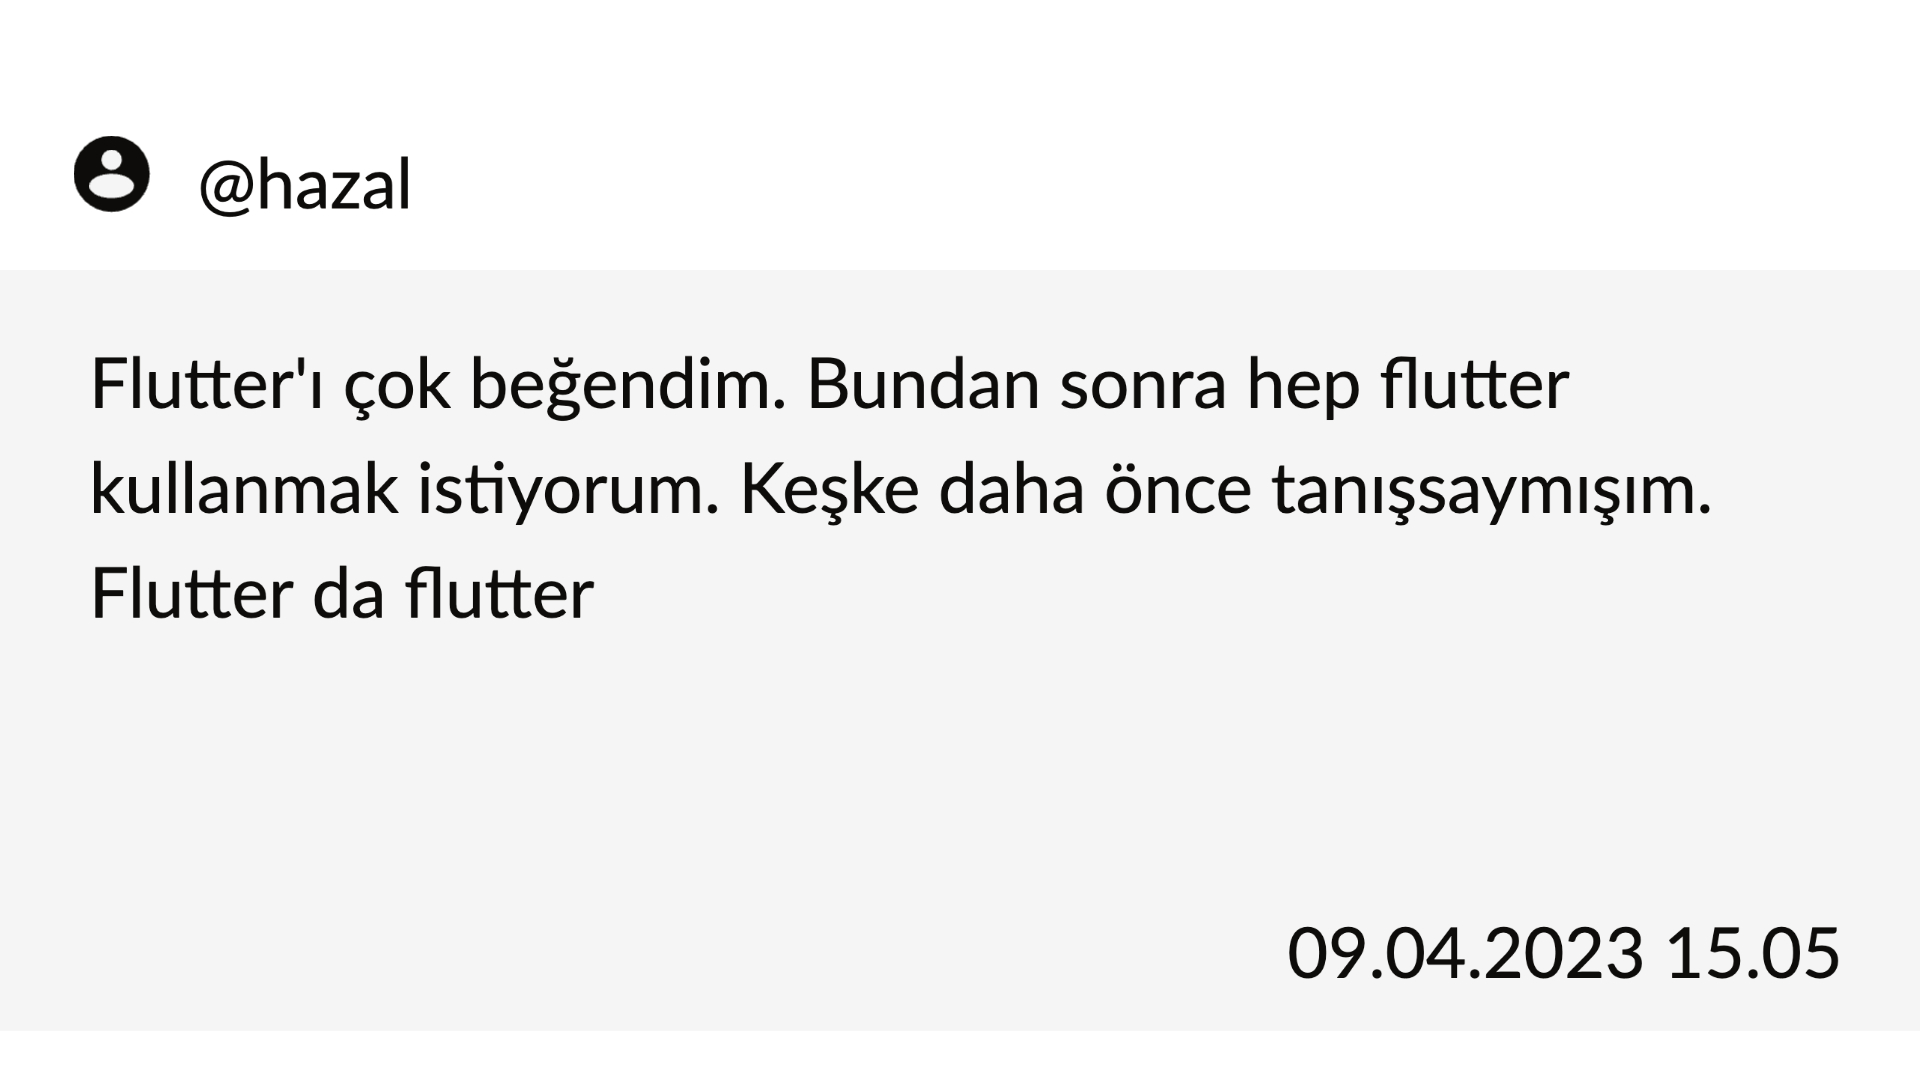 @hazal
Flutter'ı çok beğendim. Bundan sonra hep flutter
kullanmak istiyorum. Keşke daha önce tanışsaymışım.
Flutter da flutter
09.04.2023 15.05